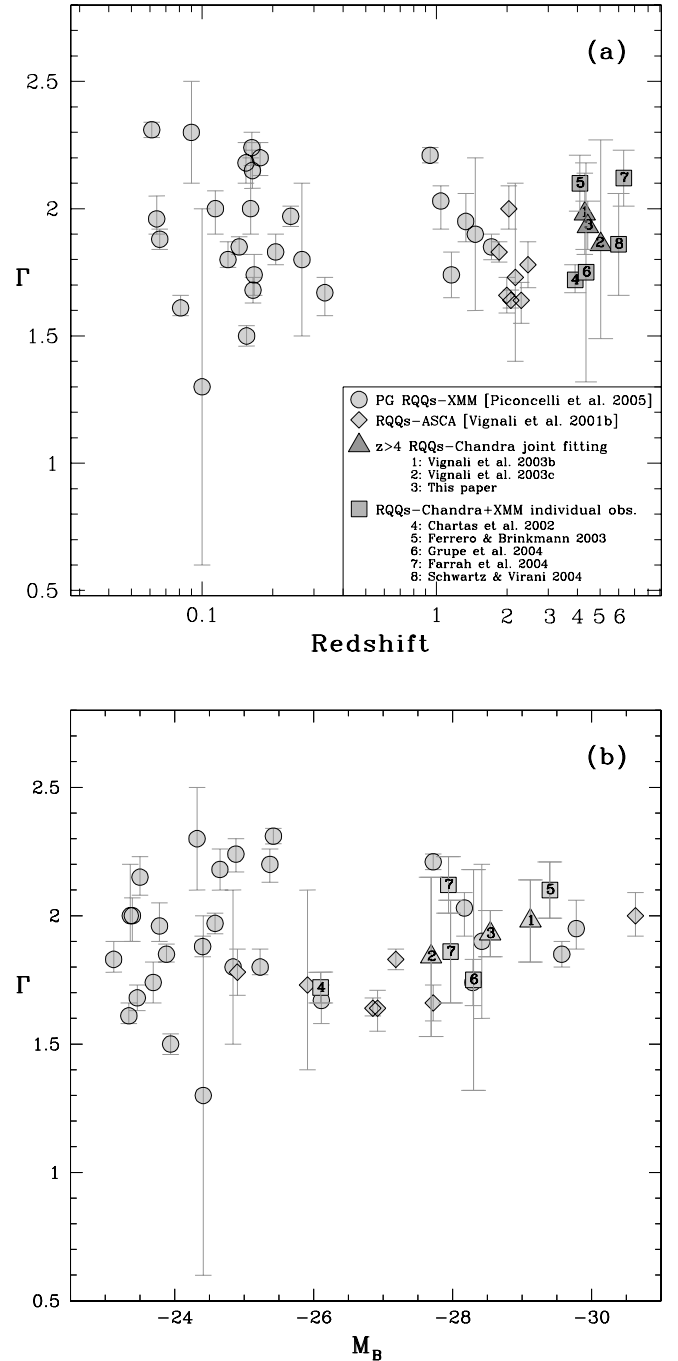 (a)
2.5
2
Γ
1.5
1
0.5
5
7
1
3
2
8
4
6
PG RQQs-XMM [Piconcelli et al. 2005]
RQQs-ASCA [Vignali et al. 2001b]
z>4 RQQs-Chandra joint fitting
1: Vignali et al. 2003b
2: Vignali et al. 2003c
3: This paper
RQQs-Chandra+XMM individual obs.
4: Chartas et al. 2002
5: Ferrero & Brinkmann 2003
6: Grupe et al. 2004
7: Farrah et al. 2004
8: Schwartz & Virani 2004
0.1 1 2 3 4 5 6
Redshift
(b)
2.5
2
Γ
1.5
1
0.5
7
5
1
3
2
7
6
4
-24 -26 -28 -30
M_B